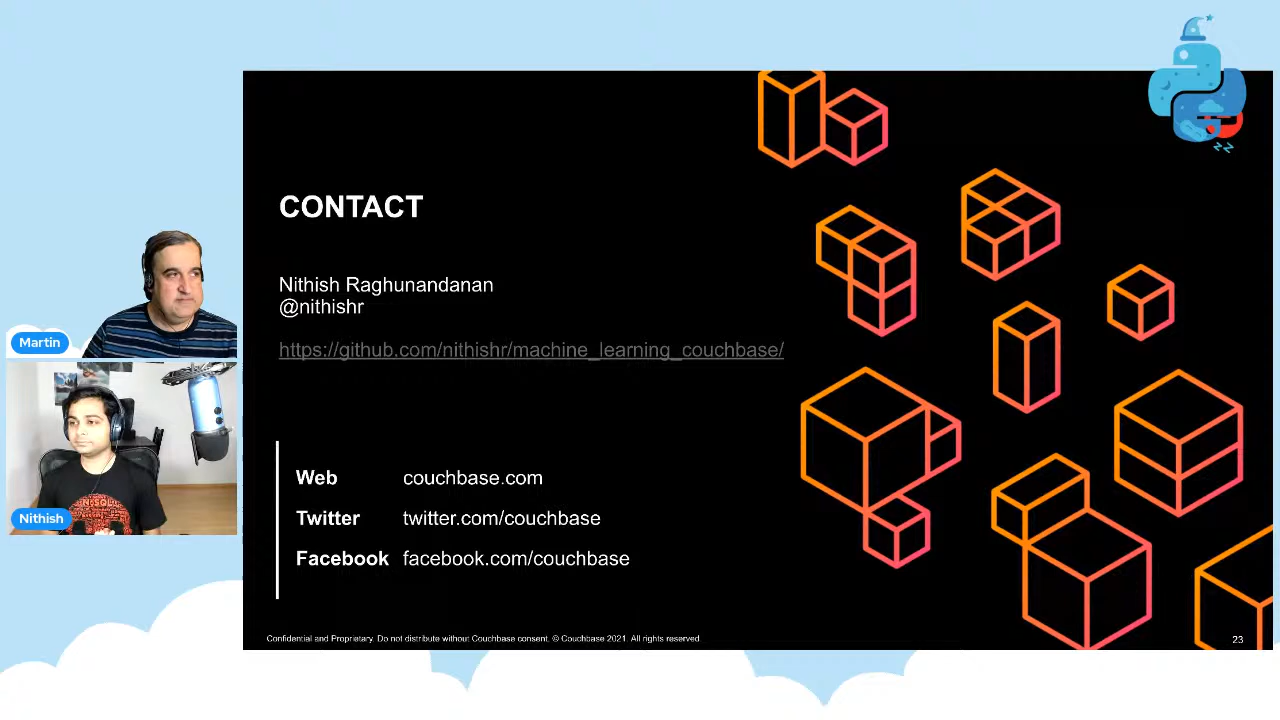 CONTACT
Nithish Raghunandanan
@nithishr
https://github.com/nithishr/machine_learning_couchbase/
Martin
Nithish
Web couchbase.com
Twitter twitter.com/couchbase
Facebook facebook.com/couchbase
Confidential and Proprietary. Do not distribute without Couchbase consent. © Couchbase 2021. All rights reserved.
23
zz